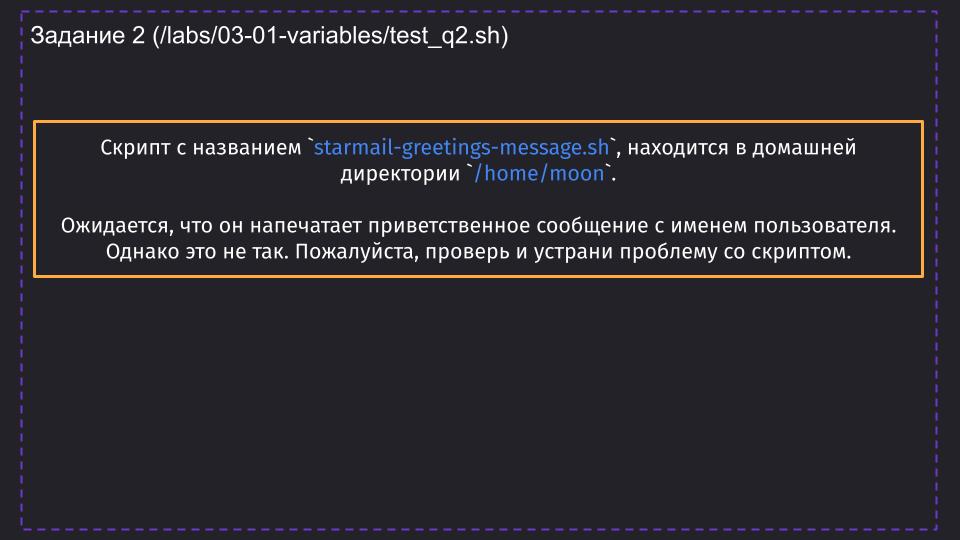 Задание 2 (/labs/03-01-variables/test_q2.sh)
Скрипт с названием `starmail-greetings-message.sh`, находится в домашней
директории `/home/moon`.
Ожидается, что он напечатает приветственное сообщение с именем пользователя.
Однако это не так. Пожалуйста, проверь и устрани проблему со скриптом.